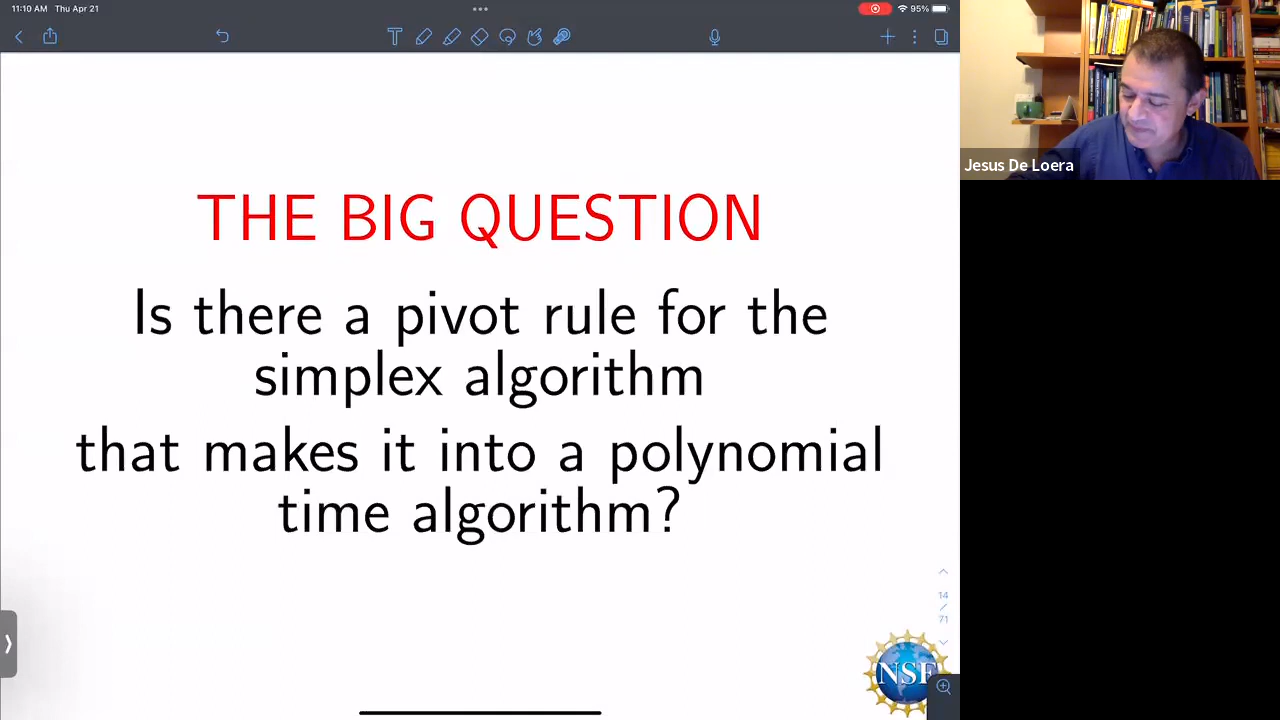 11:10 AM Thu Apr 21
95%
THE BIG QUESTION
Is there a pivot rule for the
simplex algorithm
that makes it into a polynomial
time algorithm?
14
/
71
NSF
Jesus De Loera